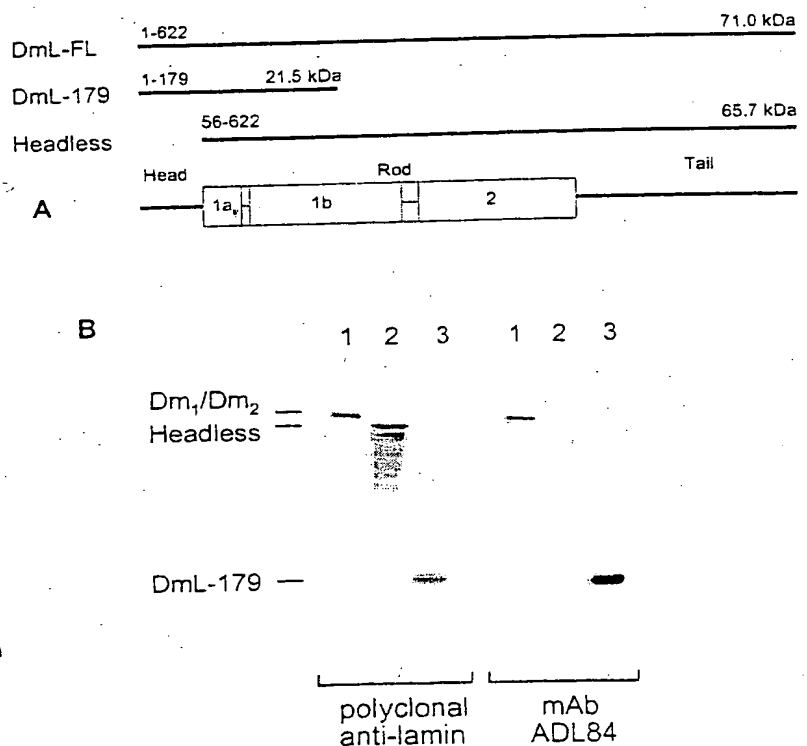 1-622 71.0 kDa
DmL-FL
1-179 21.5 kDa
DmL-179
56-622 65.7 kDa
Headless
Head Rod Tail
A 1a 1b 2
B 1 2 3 1 2 3
Dm1/Dm2
Headless
DmL-179
polyclonal mAb
anti-lamin ADL84